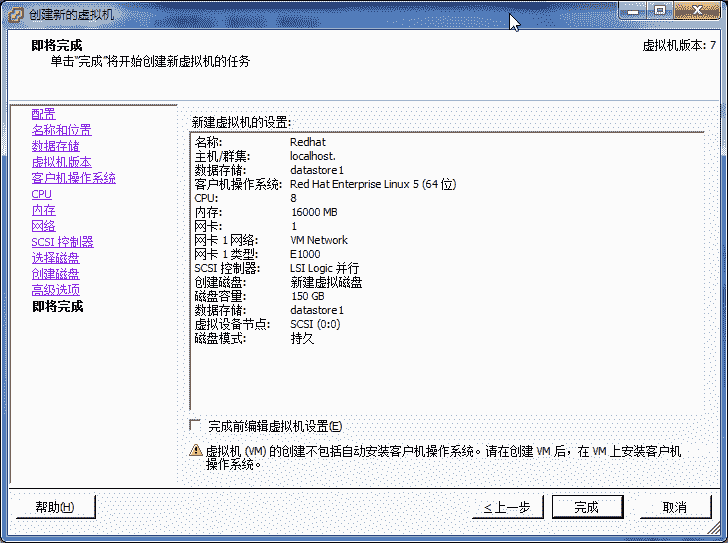 创建新的虚拟机
即将完成
单击"完成"将开始创建新虚拟机的任务
虚拟机版本: 7
配置
名称和位置
数据存储
虚拟机版本
客户机操作系统
CPU
内存
网络
SCSI 控制器
选择磁盘
创建磁盘
高级选项
即将完成
新建虚拟机的设置:
名称: Redhat
主机/群集: localhost.
数据存储: datastore1
客户机操作系统: Red Hat Enterprise Linux 5 (64 位)
CPU: 8
内存: 16000 MB
网卡: 1
网卡 1 网络: VM Network
网卡 1 类型: E1000
SCSI 控制器: LSI Logic 并行
创建磁盘: 新建虚拟磁盘
磁盘容量: 150 GB
数据存储: datastore1
虚拟设备节点: SCSI (0:0)
磁盘模式: 持久
完成前编辑虚拟机设置(E)
虚拟机 (VM) 的创建不包括自动安装客户机操作系统。请在创建 VM 后，在 VM 上安装客户机
操作系统。
帮助(H)
≤上一步
完成
取消